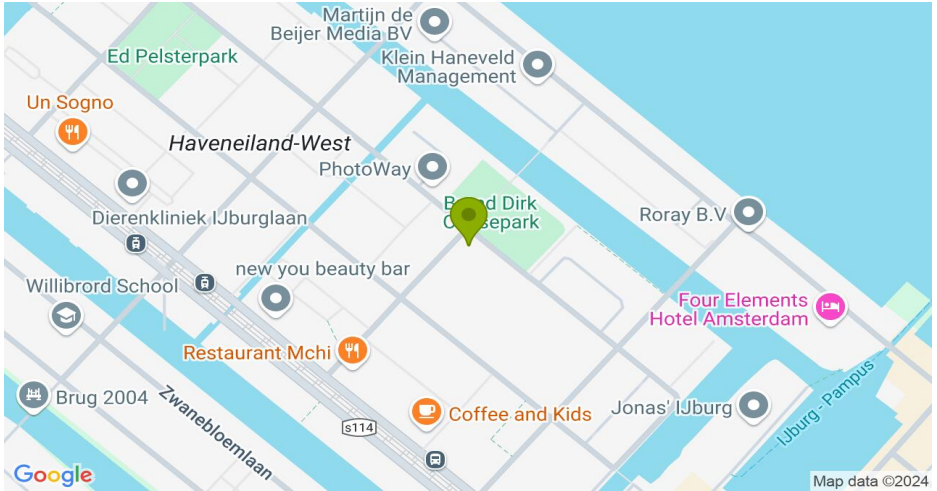 Martijn de
Beijer Media BV
Ed Pelsterpark
Klein Haneveld
Management
Un Sogno
Haveneiland-West
PhotoWay
Dirk
Roray B.V
Dierenkliniek IJburglaan
new you beauty bar
Willibrord School
Four Elements
Hotel Amsterdam
Restaurant Mchi
Brug 2004
Zwanebloemlaan
s114
Coffee and Kids
Jonas' IJburg
IJburg - Pampus
Google
Map data ©2024